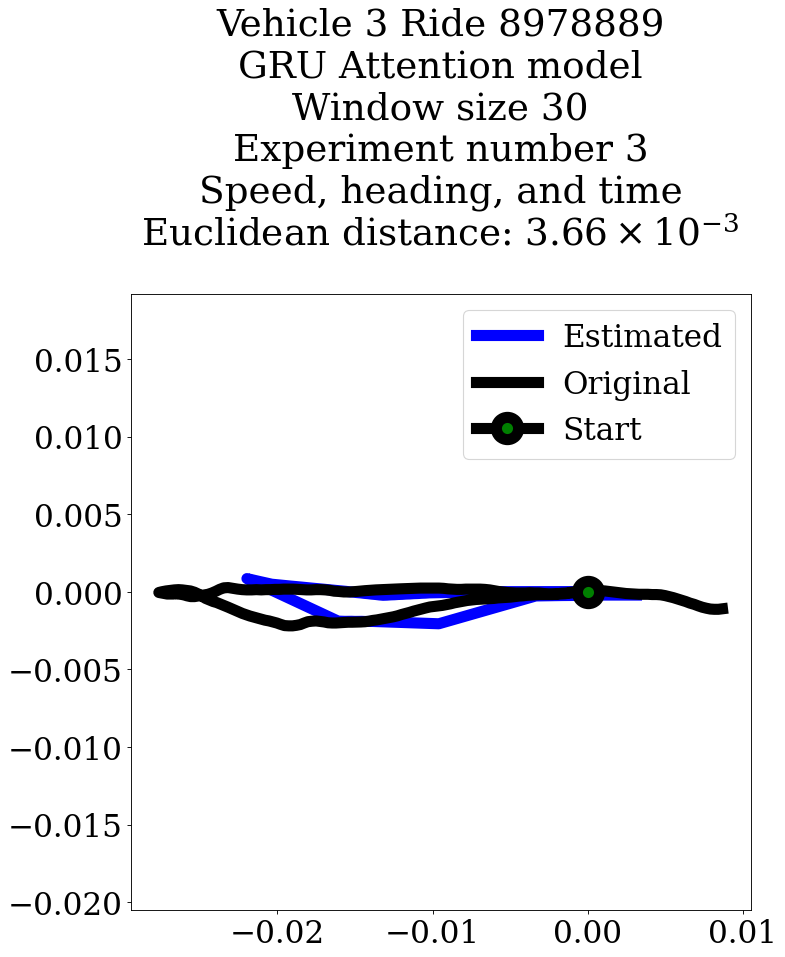 Vehicle 3 Ride 8978889
GRU Attention model
Window size 30
Experiment number 3
Speed, heading, and time
Euclidean distance: 3.66 × 10⁻³
Estimated
Original
Start
0.015
0.010
0.005
0.000
−0.005
−0.010
−0.015
−0.020
−0.02 −0.01 0.00 0.01